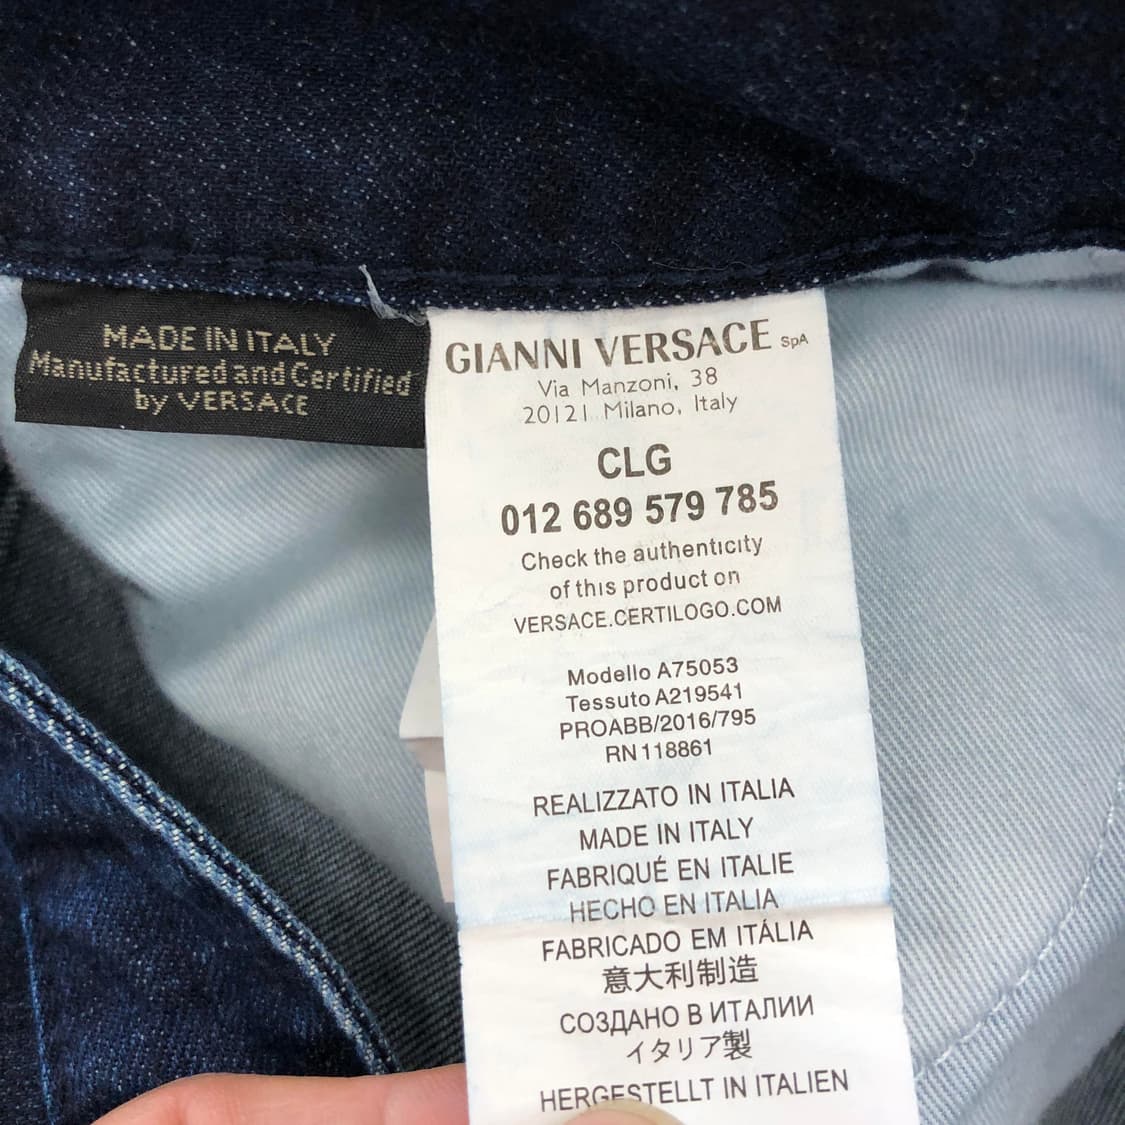 MADE IN ITALY
Manufactured and Certified
by VERSACE
GIANNI VERSACE SpA
Via Manzoni, 38
20121 Milano, Italy
CLG
012 689 579 785
Check the authenticity
of this product on
VERSACE.CERTILOGO.COM
Modello A75053
Tessuto A219541
PROABB/2016/795
RN 118861
REALIZZATO IN ITALIA
MADE IN ITALY
FABRIQUÉ EN ITALIE
HECHO EN ITALIA
FABRICADO EM ITÁLIA
意大利制造
СОЗДАНО В ИТАЛИИ
イタリア製
HERGESTELLT IN ITALIEN